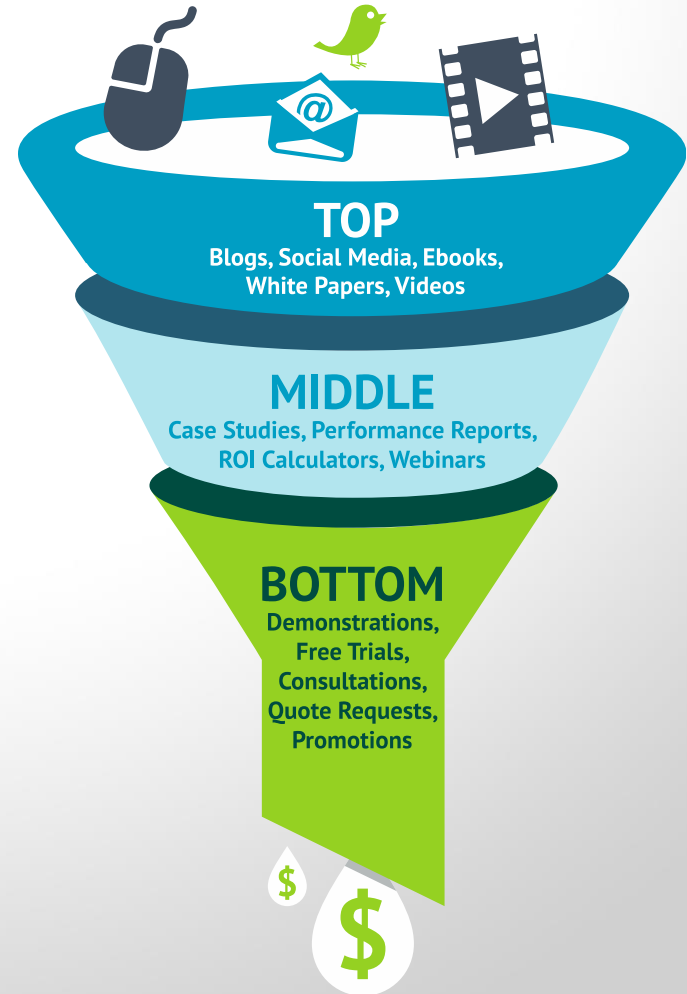 @
TOP
Blogs, Social Media, Ebooks,
White Papers, Videos
MIDDLE
Case Studies, Performance Reports,
ROI Calculators, Webinars
BOTTOM
Demonstrations,
Free Trials,
Consultations,
Quote Requests,
Promotions
$
$